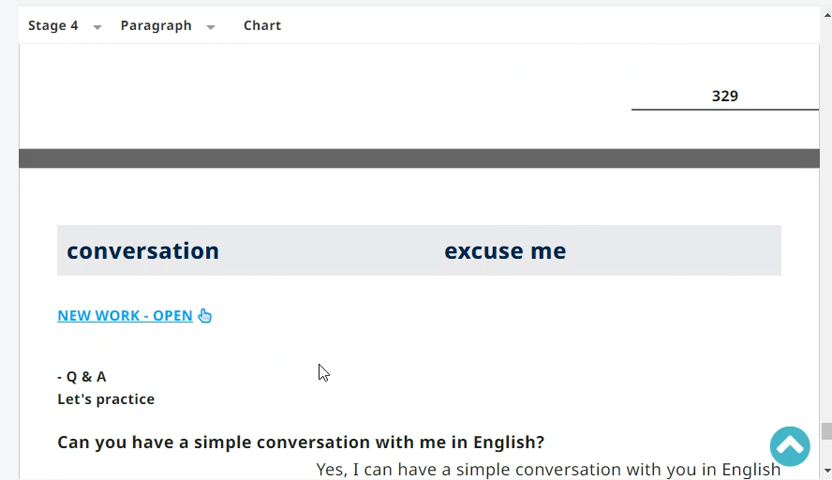 Stage 4 Paragraph Chart
329
conversation excuse me
NEW WORK - OPEN
- Q & A
Let's practice
Can you have a simple conversation with me in English?
Yes, I can have a simple conversation with you in English